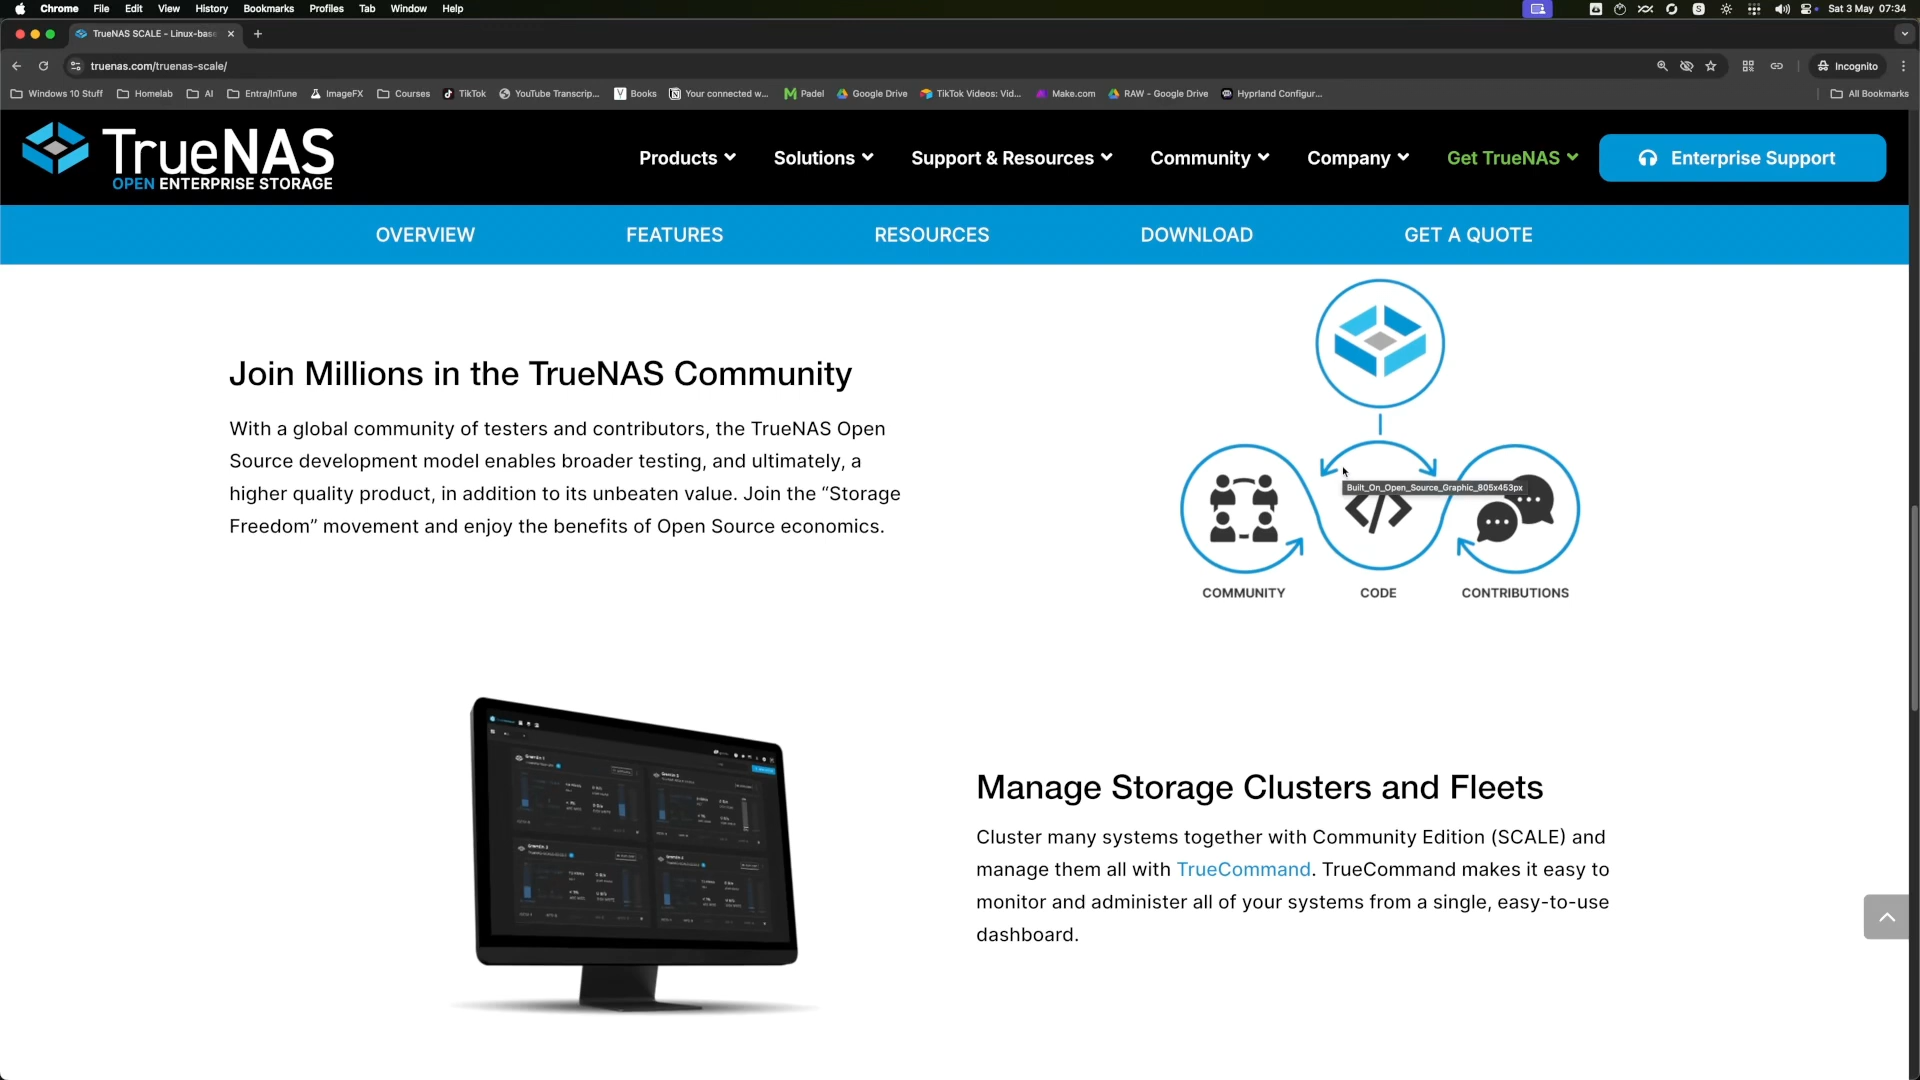 Chrome File Edit View History Bookmarks Profiles Tab Window Help
Sat 3 May 07:34
TrueNAS SCALE - Linux-base
truenas.com/truenas-scale/
Incognito
Windows 10 Stuff Homelab AI Entra/InTune ImageFX Courses TikTok YouTube Transcrip... Books Your connected w... Padel Google Drive TikTok Videos: Vid... Make.com RAW - Google Drive Hyprland Configur... All Bookmarks
TrueNAS
OPEN ENTERPRISE STORAGE
Products Solutions Support & Resources Community Company Get TrueNAS Enterprise Support
OVERVIEW FEATURES RESOURCES DOWNLOAD GET A QUOTE
Join Millions in the TrueNAS Community
With a global community of testers and contributors, the TrueNAS Open
Source development model enables broader testing, and ultimately, a
higher quality product, in addition to its unbeaten value. Join the “Storage
Freedom” movement and enjoy the benefits of Open Source economics.
Built_On_Open_Source_Graphic_805x453px
COMMUNITY CODE CONTRIBUTIONS
Manage Storage Clusters and Fleets
Cluster many systems together with Community Edition (SCALE) and
manage them all with TrueCommand. TrueCommand makes it easy to
monitor and administer all of your systems from a single, easy-to-use
dashboard.